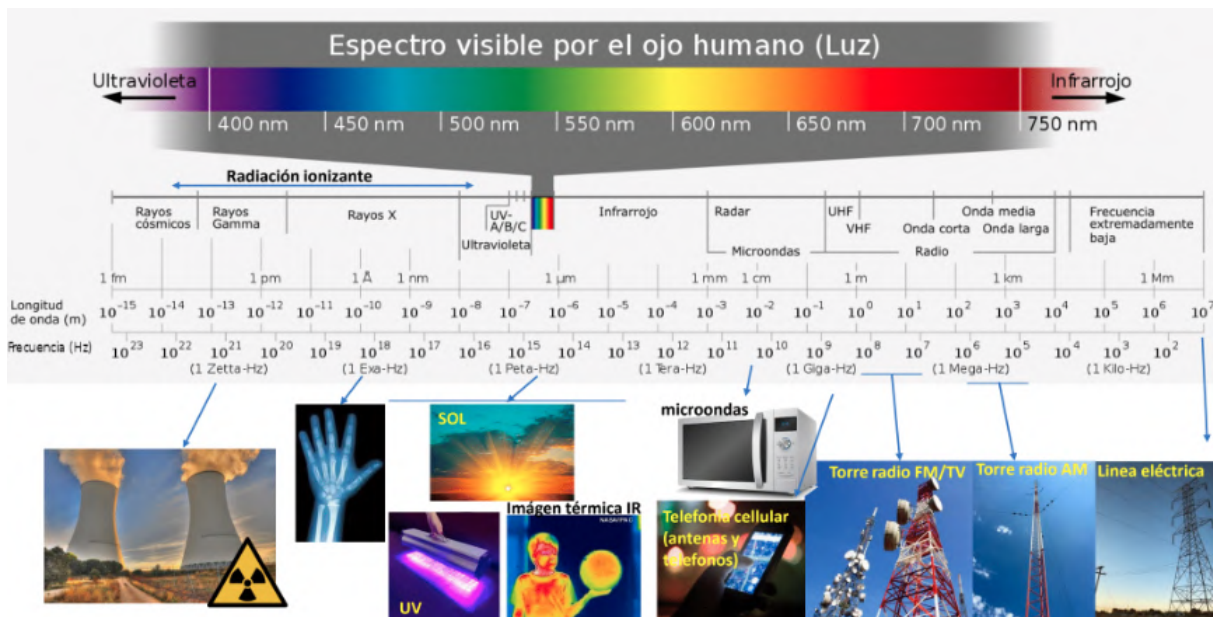 Espectro visible por el ojo humano (Luz)
Ultravioleta
Infrarrojo
400 nm
450 nm
500 nm
550 nm
600 nm
650 nm
700 nm
750 nm
Radiación ionizante
Rayos
cósmicos
Rayos
Gamma
Rayos X
UV-
A/B/C
Ultravioleta
Infrarrojo
Radar
Microondas
UHF
VHF
Onda media
Onda corta
Onda larga
Radio
Frecuencia
extremadamente
baja
1 fm
1 pm
1 Å
1 nm
1 µm
1 mm
1 cm
1 m
1 km
1 Mm
Longitud
de onda (m)
10⁻¹⁵ 10⁻¹⁴ 10⁻¹³ 10⁻¹² 10⁻¹¹ 10⁻¹⁰ 10⁻⁹ 10⁻⁸ 10⁻⁷ 10⁻⁶ 10⁻⁵ 10⁻⁴ 10⁻³ 10⁻² 10⁻¹ 10⁰ 10¹ 10² 10³ 10⁴ 10⁵ 10⁶ 10⁷
Frecuencia (Hz)
10²³ 10²² 10²¹ 10²⁰ 10¹⁹ 10¹⁸ 10¹⁷ 10¹⁶ 10¹⁵ 10¹⁴ 10¹³ 10¹² 10¹¹ 10¹⁰ 10⁹ 10⁸ 10⁷ 10⁶ 10⁵ 10⁴ 10³ 10²
(1 Zetta-Hz)
(1 Exa-Hz)
(1 Peta-Hz)
(1 Tera-Hz)
(1 Giga-Hz)
(1 Mega-Hz)
(1 Kilo-Hz)
SOL
microondas
Torre radio FM/TV
Torre radio AM
Linea eléctrica
Imágen térmica IR
Telefonía cellular
(antenas y
telefonos)
UV